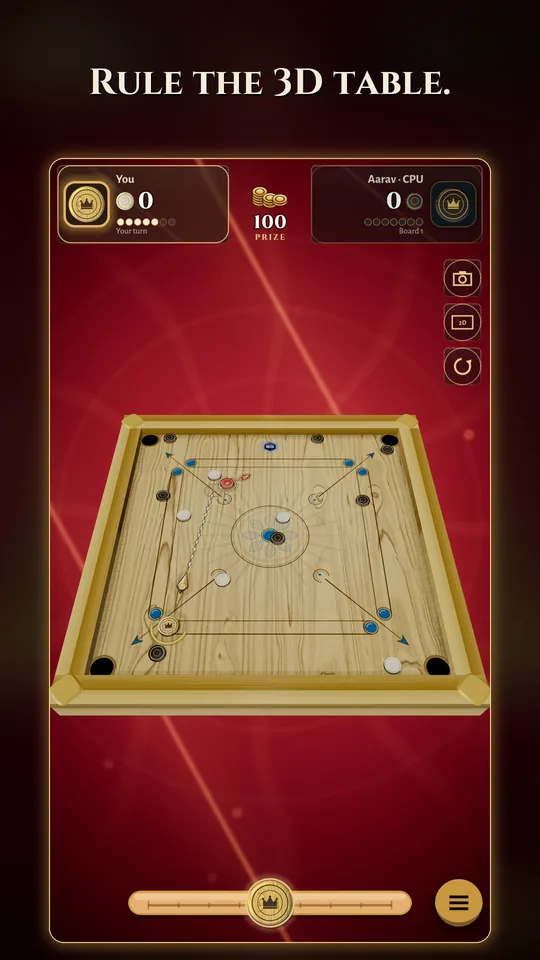 RULE THE 3D TABLE.
You
0
Your turn
100
PRIZE
Aarav · CPU
0
Board 1
2D